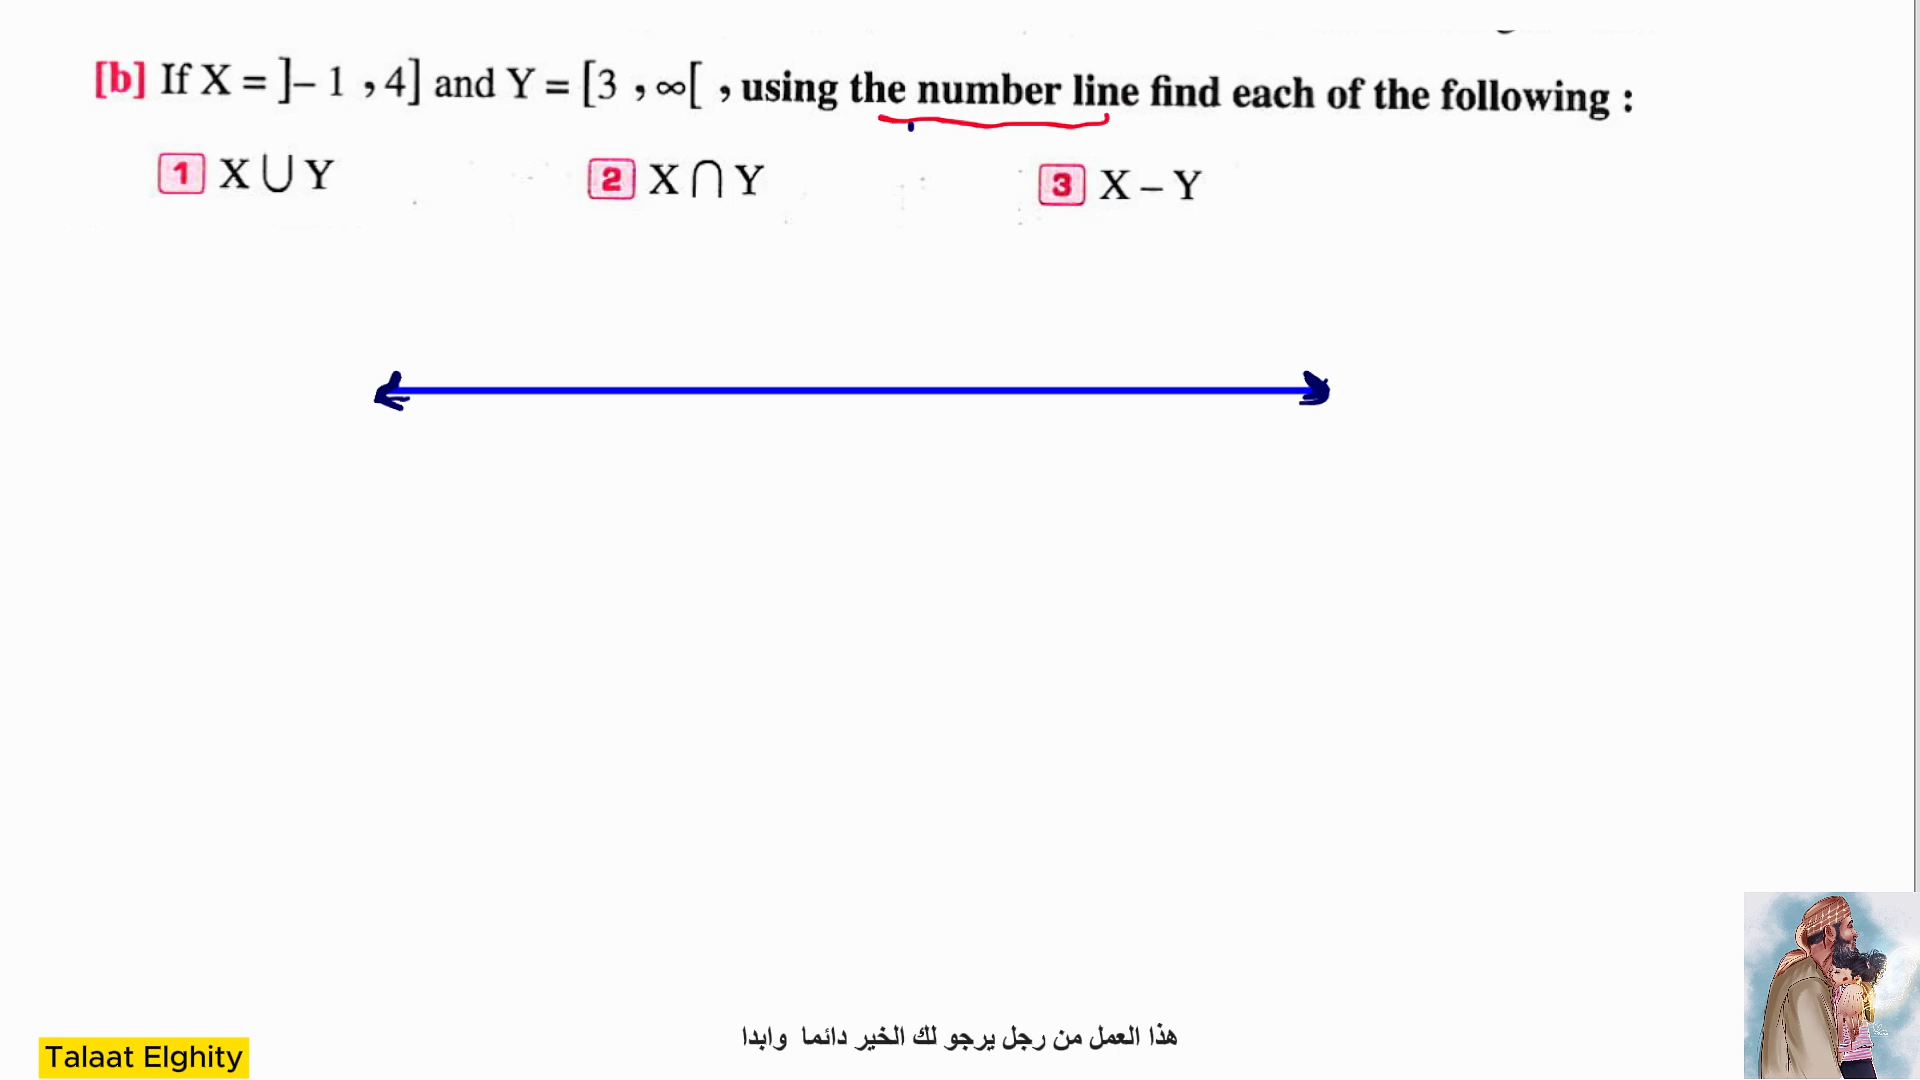 [b] If X = ]– 1 , 4] and Y = [3 , ∞[ , using the number line find each of the following :
1 X ∪ Y 2 X ∩ Y 3 X – Y
هذا العمل من رجل يرجو لك الخير دائما وابدا
Talaat Elghity